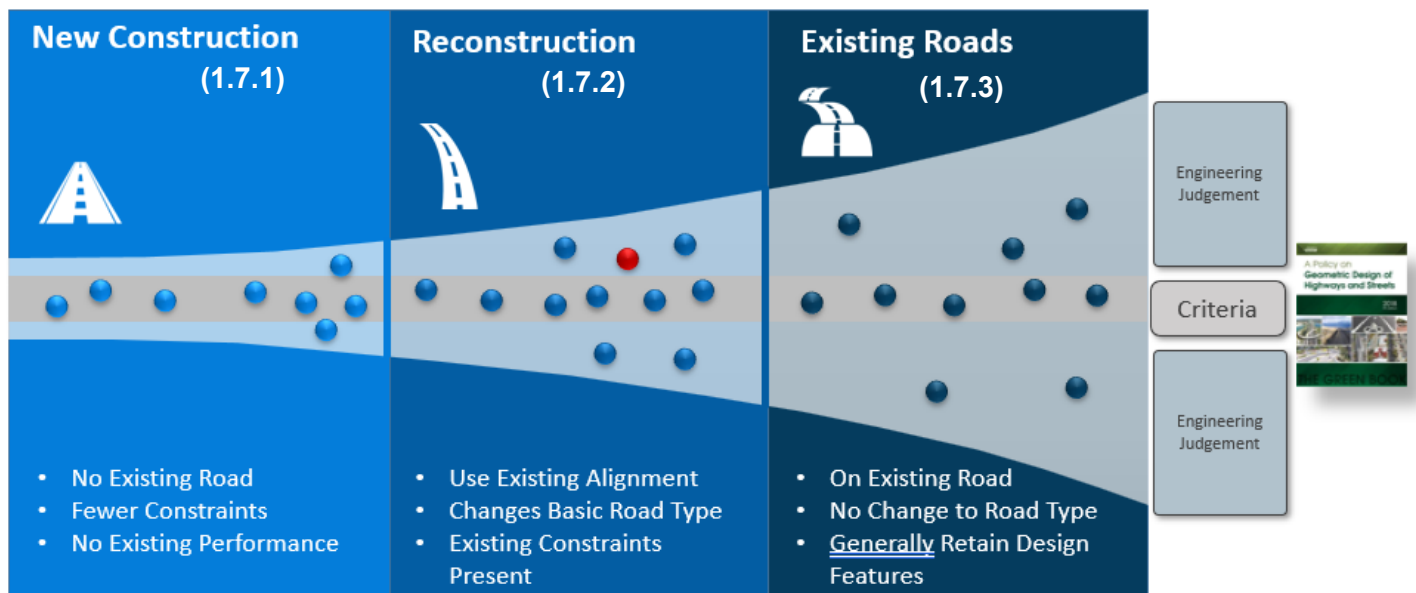 New Construction
(1.7.1)
• No Existing Road
• Fewer Constraints
• No Existing Performance
Reconstruction
(1.7.2)
• Use Existing Alignment
• Changes Basic Road Type
• Existing Constraints
Present
Existing Roads
(1.7.3)
• On Existing Road
• No Change to Road Type
• Generally Retain Design
Features
Engineering
Judgement
Criteria
Engineering
Judgement
A Policy on
Geometric Design of
Highways and Streets
2018
THE GREEN BOOK